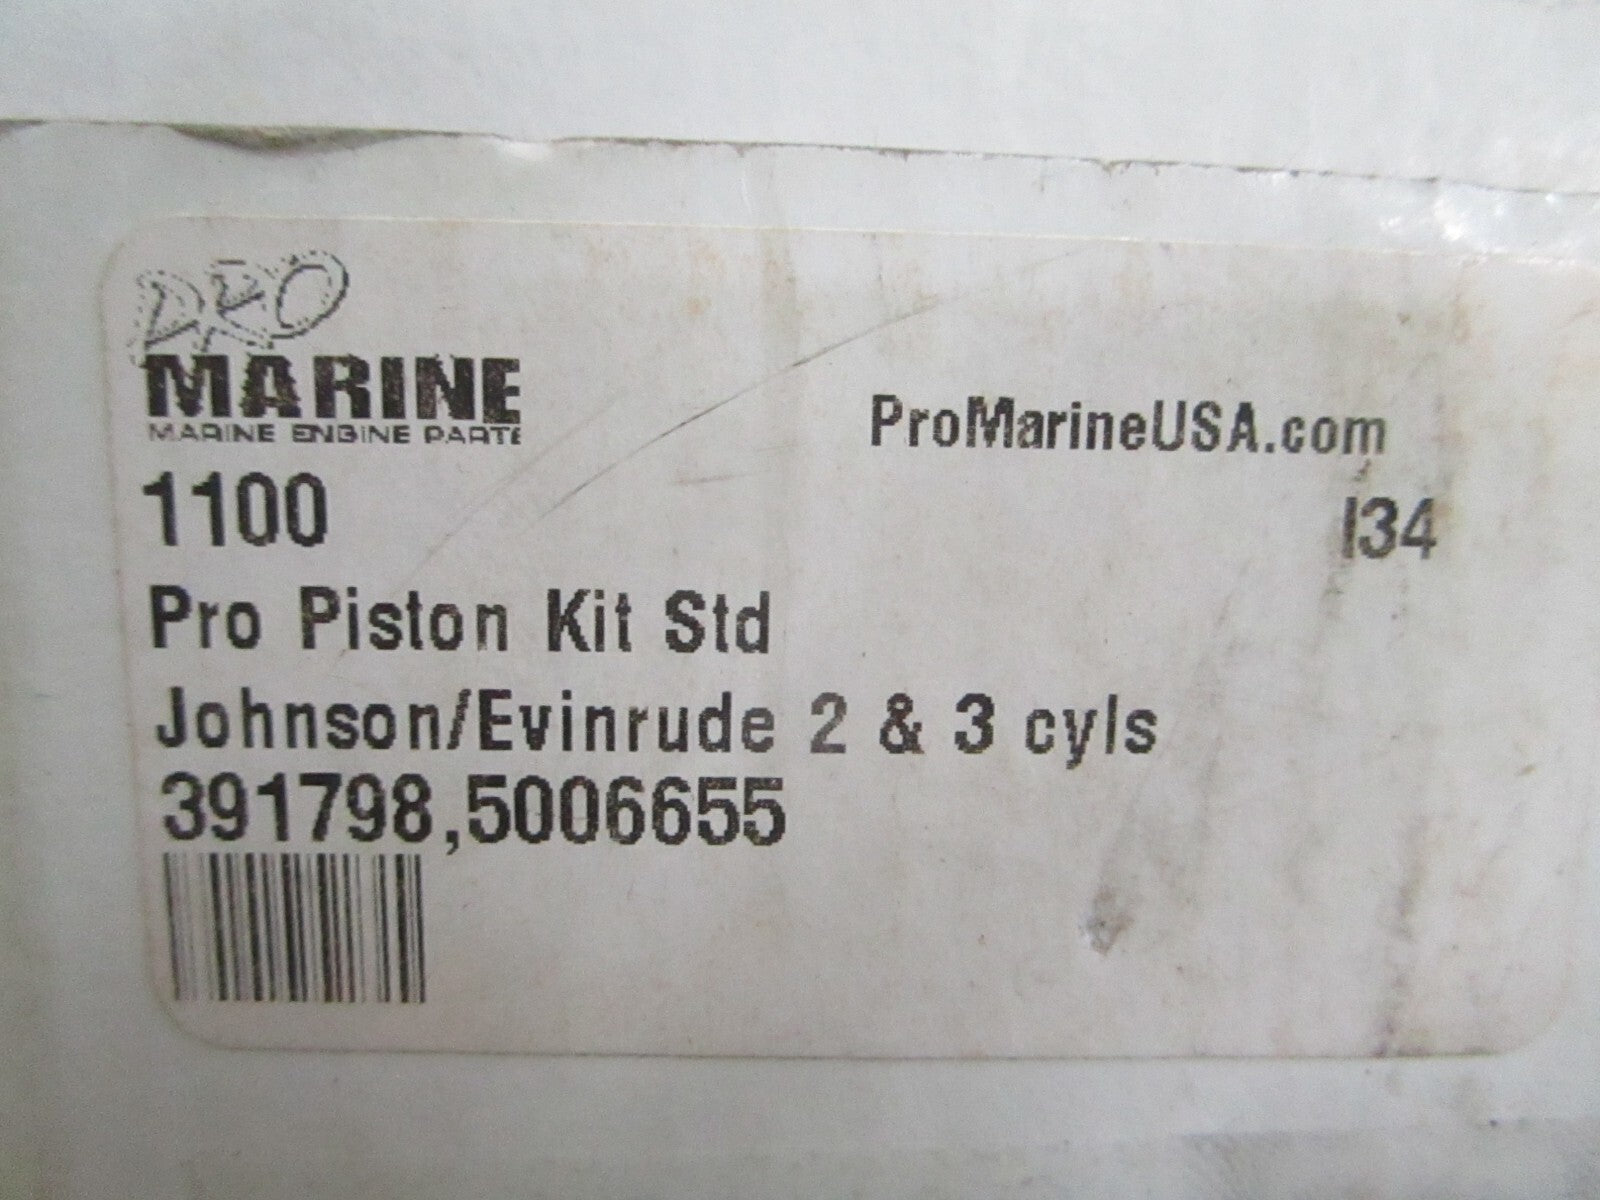 PRO
MARINE
MARINE ENGINE PARTS
ProMarineUSA.com
1100
I34
Pro Piston Kit Std
Johnson/Evinrude 2 & 3 cyls
391798,5006655